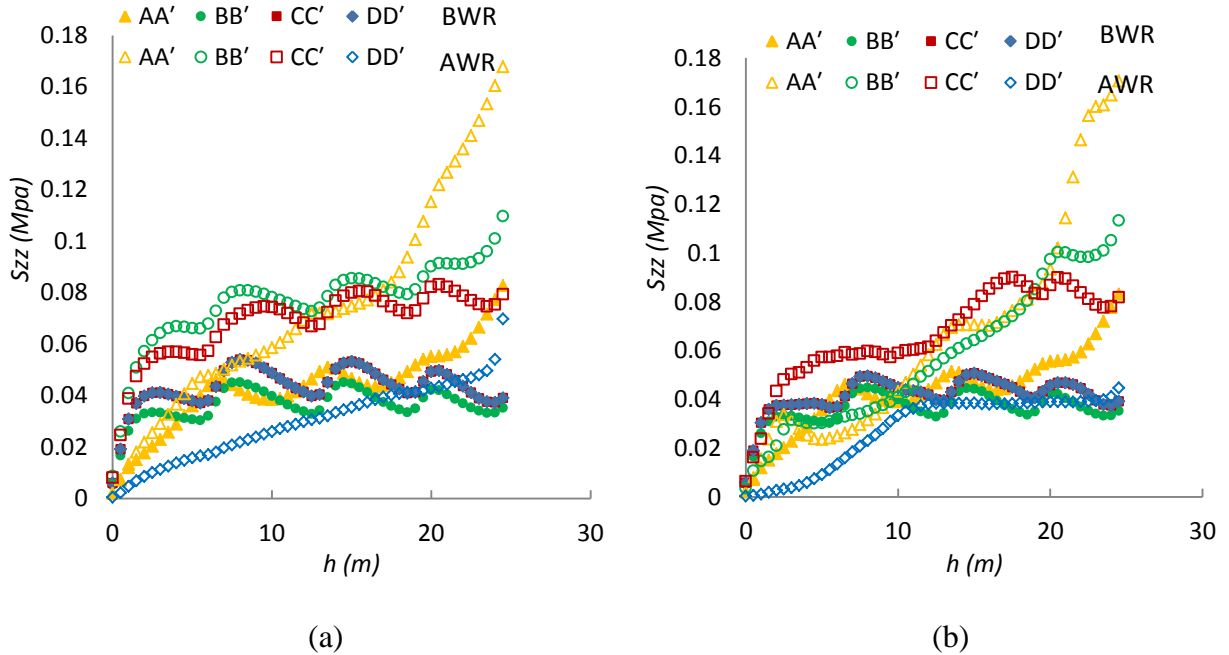 AA′ BB′ CC′ DD′ BWR
AA′ BB′ CC′ DD′ AWR
0.18
0.16
0.14
0.12
0.1
0.08
0.06
0.04
0.02
0
Szz (Mpa)
0 10 20 30
h (m)
(a)
AA′ BB′ CC′ DD′ BWR
AA′ BB′ CC′ DD′ AWR
0.18
0.16
0.14
0.12
0.1
0.08
0.06
0.04
0.02
0
Szz (Mpa)
0 10 20 30
h (m)
(b)